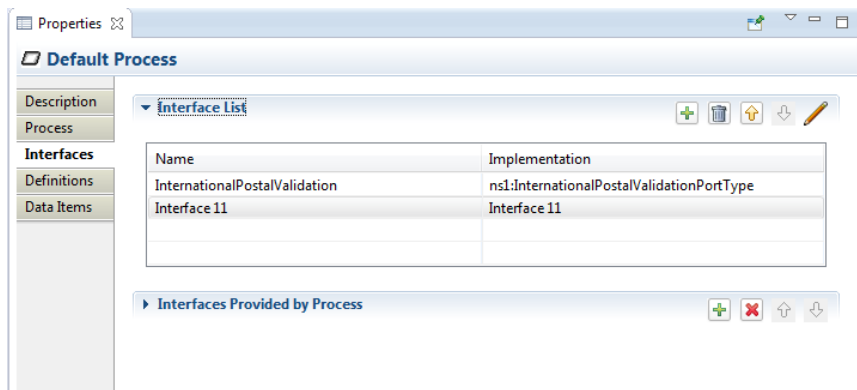 Properties
Default Process
Description
Process
Interfaces
Definitions
Data Items
Interface List
Name Implementation
InternationalPostalValidation ns1:InternationalPostalValidationPortType
Interface 11 Interface 11
Interfaces Provided by Process